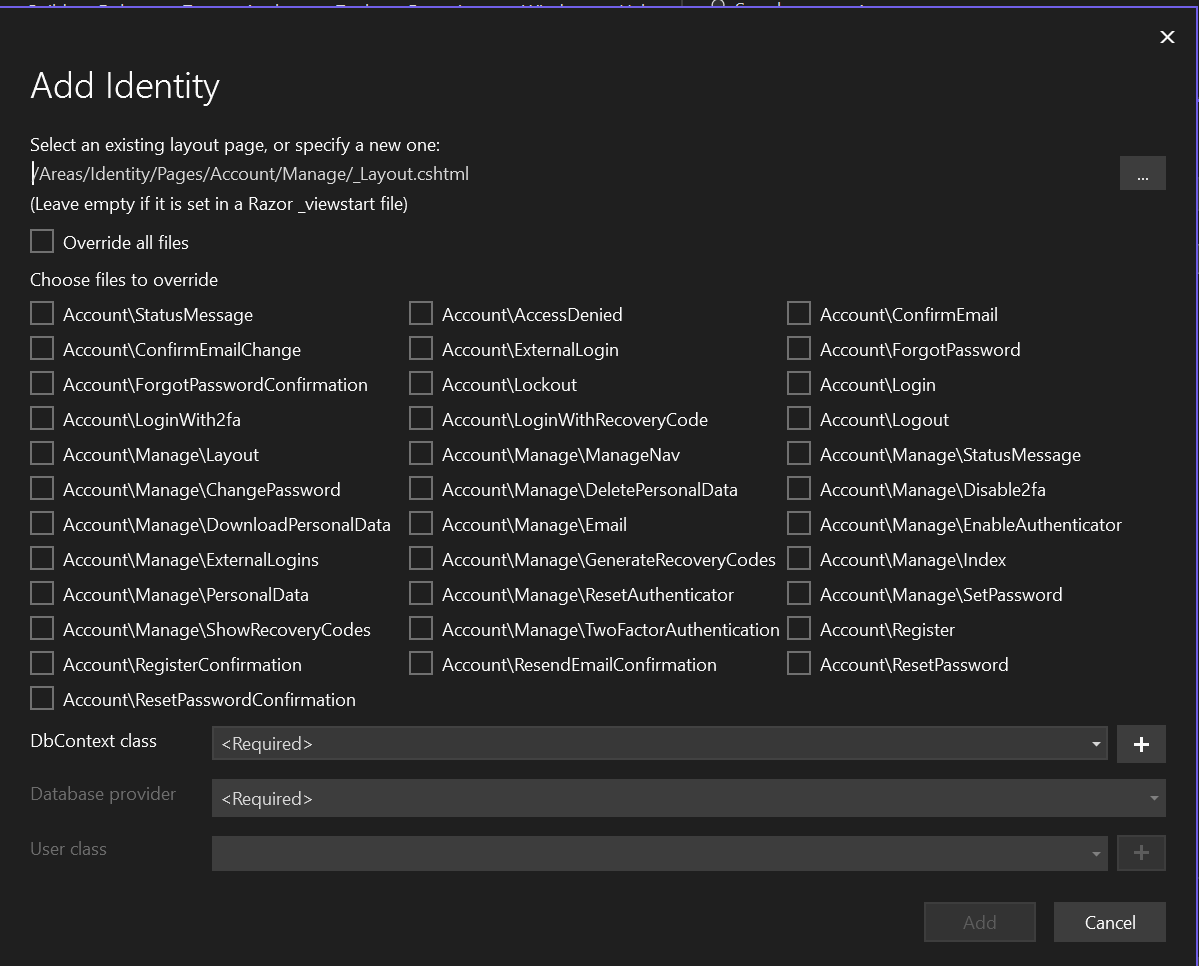 Add Identity
Select an existing layout page, or specify a new one:
/Areas/Identity/Pages/Account/Manage/_Layout.cshtml
...
(Leave empty if it is set in a Razor _viewstart file)
Override all files
Choose files to override
Account\StatusMessage Account\AccessDenied Account\ConfirmEmail
Account\ConfirmEmailChange Account\ExternalLogin Account\ForgotPassword
Account\ForgotPasswordConfirmation Account\Lockout Account\Login
Account\LoginWith2fa Account\LoginWithRecoveryCode Account\Logout
Account\Manage\Layout Account\Manage\ManageNav Account\Manage\StatusMessage
Account\Manage\ChangePassword Account\Manage\DeletePersonalData Account\Manage\Disable2fa
Account\Manage\DownloadPersonalData Account\Manage\Email Account\Manage\EnableAuthenticator
Account\Manage\ExternalLogins Account\Manage\GenerateRecoveryCodes Account\Manage\Index
Account\Manage\PersonalData Account\Manage\ResetAuthenticator Account\Manage\SetPassword
Account\Manage\ShowRecoveryCodes Account\Manage\TwoFactorAuthentication Account\Register
Account\RegisterConfirmation Account\ResendEmailConfirmation Account\ResetPassword
Account\ResetPasswordConfirmation
DbContext class <Required>
Database provider <Required>
User class
Add Cancel